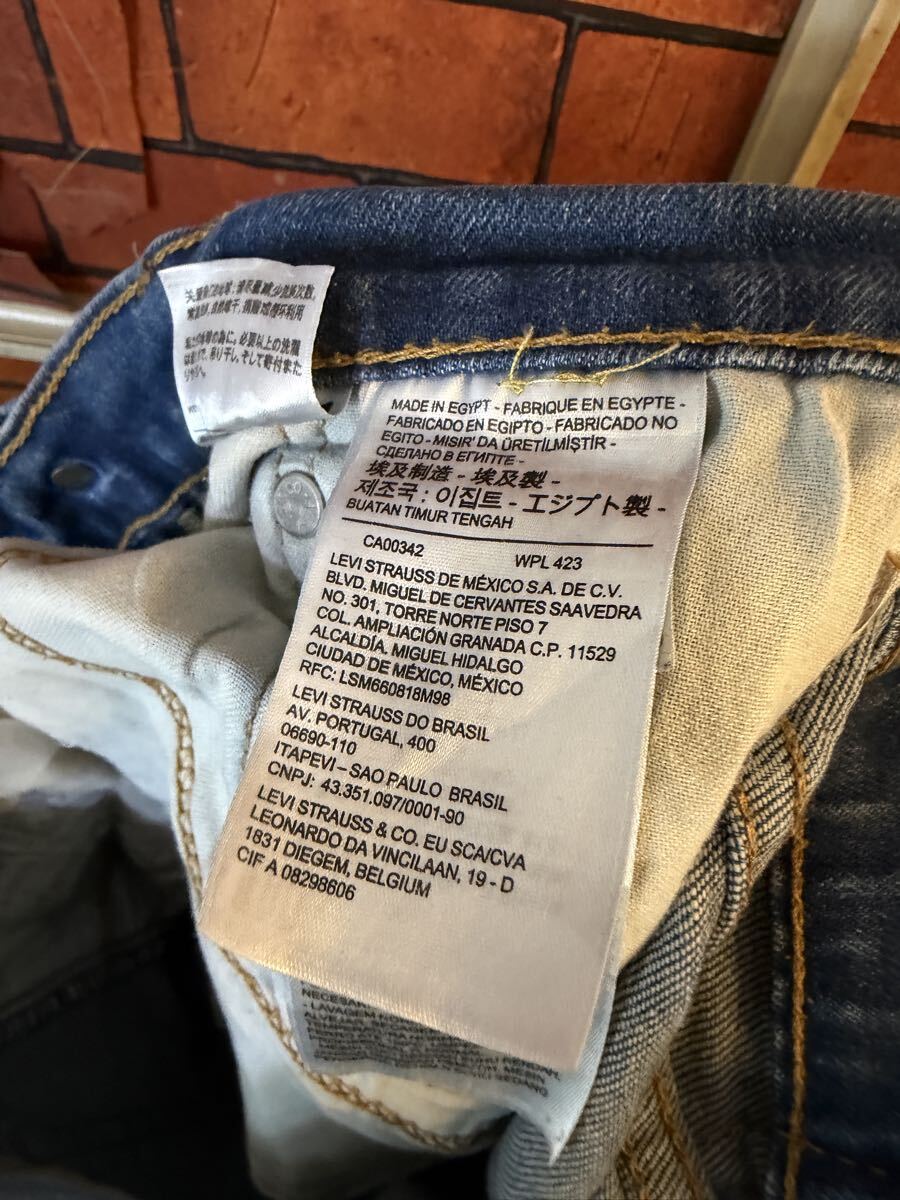 MADE IN EGYPT - FABRIQUE EN EGYPTE -
FABRICADO EN EGIPTO - FABRICADO NO
EGITO - MISIR' DA ÜRETİLMİŞTİR -
СДЕЛАНО В ЕГИПТЕ -
埃及制造 - 埃及製 -
제조국 : 이집트 - エジプト製 -
BUATAN TIMUR TENGAH
CA00342 WPL 423
LEVI STRAUSS DE MÉXICO S.A. DE C.V.
BLVD. MIGUEL DE CERVANTES SAAVEDRA
NO. 301, TORRE NORTE PISO 7
COL. AMPLIACIÓN GRANADA C.P. 11529
ALCALDÍA. MIGUEL HIDALGO
CIUDAD DE MÉXICO, MÉXICO
RFC: LSM660818M98
LEVI STRAUSS DO BRASIL
AV. PORTUGAL, 400
06690-110
ITAPEVI – SAO PAULO BRASIL
CNPJ: 43.351.097/0001-90
LEVI STRAUSS & CO. EU SCA/CVA
LEONARDO DA VINCILAAN, 19 - D
1831 DIEGEM, BELGIUM
CIF A 08298606
- LAVAGEM